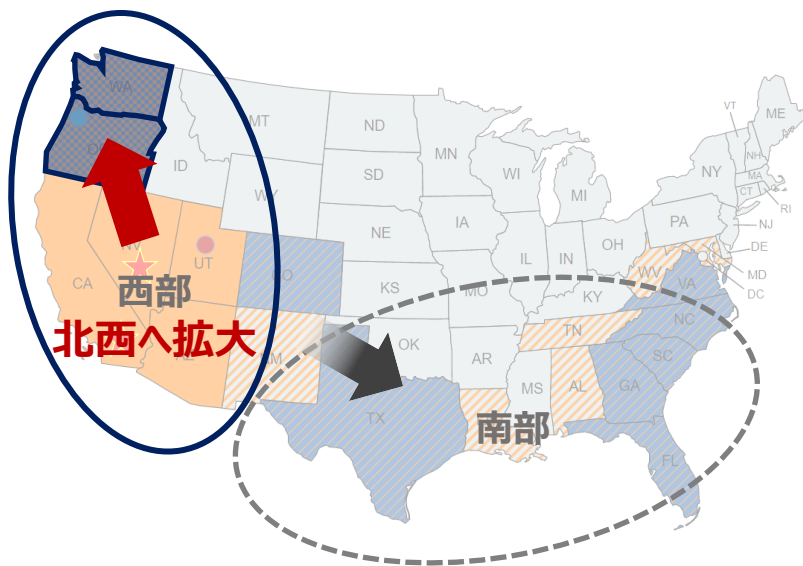 WA
MT
ND
MN
ID
SD
WI
MI
VT
ME
NH
MA
CT
RI
NY
NJ
PA
WY
IA
NE
IL
IN
OH
DE
MD
DC
NV
UT
CO
CA
KS
MO
KY
WV
VA
西部
北西へ拡大
NM
OK
AR
TN
NC
SC
MS
AL
GA
TX
南部
FL